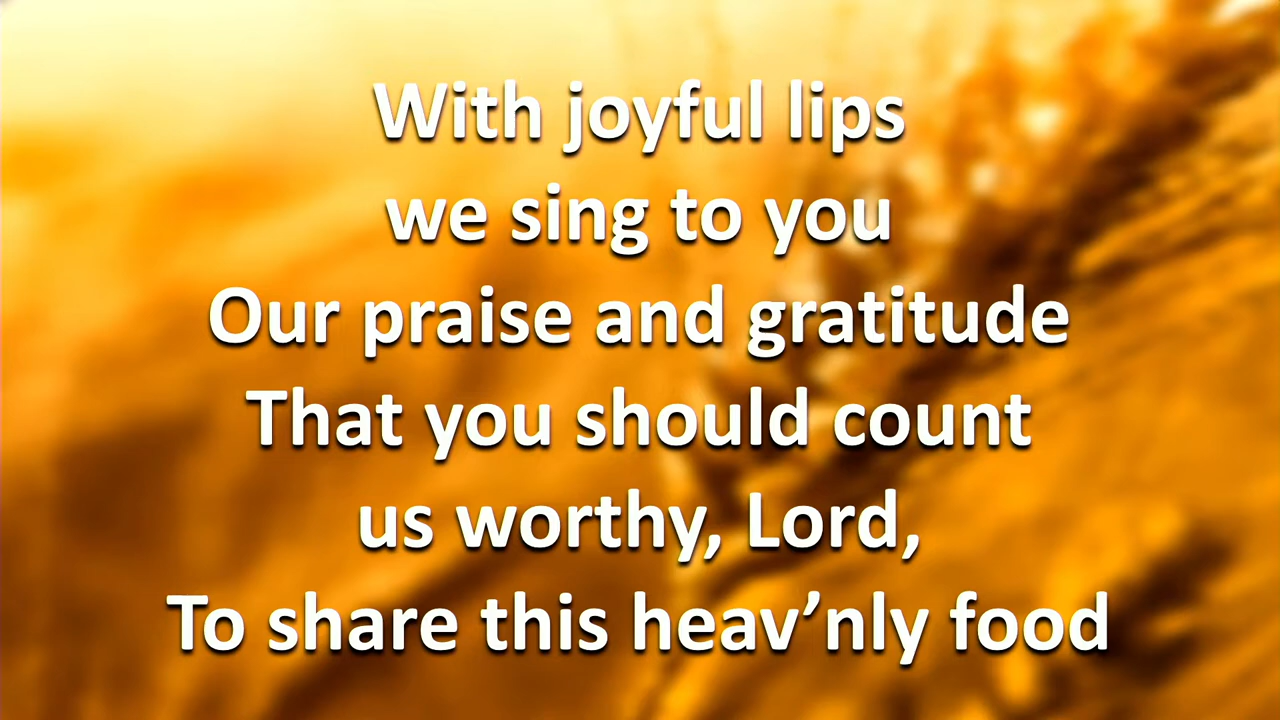 With joyful lips
we sing to you
Our praise and gratitude
That you should count
us worthy, Lord,
To share this heav’nly food